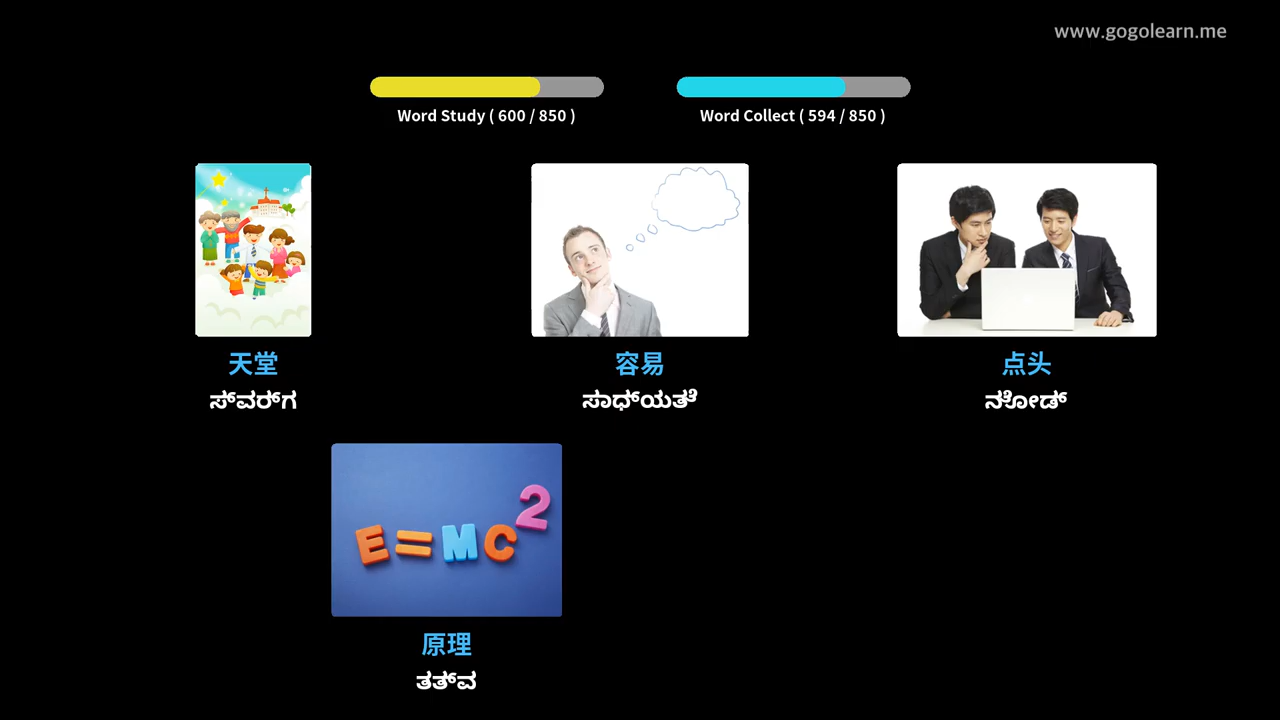 www.gogolearn.me
Word Study ( 600 / 850 )
Word Collect ( 594 / 850 )
天堂
容易
点头
ಸ್ವರ್ಗ
ಸಾಧ್ಯತೆ
ನೋಡ್
E=MC2
原理
ತತ್ವ